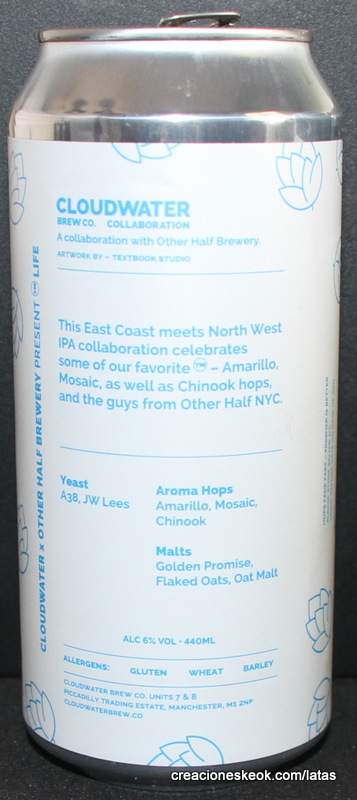 CLOUDWATER
BREW CO. COLLABORATION
A collaboration with Other Half Brewery.
ARTWORK BY – TEXTBOOK STUDIO
This East Coast meets North West
IPA collaboration celebrates
some of our favorite – Amarillo,
Mosaic, as well as Chinook hops,
and the guys from Other Half NYC.
Yeast
A38, JW Lees
Aroma Hops
Amarillo, Mosaic,
Chinook
Malts
Golden Promise,
Flaked Oats, Oat Malt
ALC 6% VOL - 440ML
ALLERGENS: GLUTEN WHEAT BARLEY
CLOUDWATER BREW CO. UNITS 7 & 8
PICCADILLY TRADING ESTATE, MANCHESTER, M1 2NP
CLOUDWATERBREW.CO
CLOUDWATER x OTHER HALF BREWERY PRESENT LIFE
creacioneskeok.com/latas